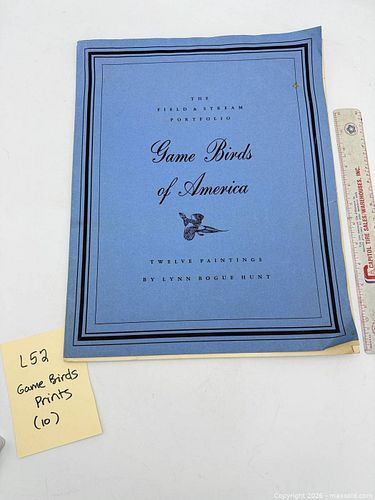 THE
FIELD & STREAM
PORTFOLIO
Game Birds
of America
TWELVE PAINTINGS
BY LYNN BOGUE HUNT
L52
Game Birds
Prints
(10)
CAPITOL TIRE SALES/WAREHOUSES, INC.
Copyright 2026 - maxsold.com